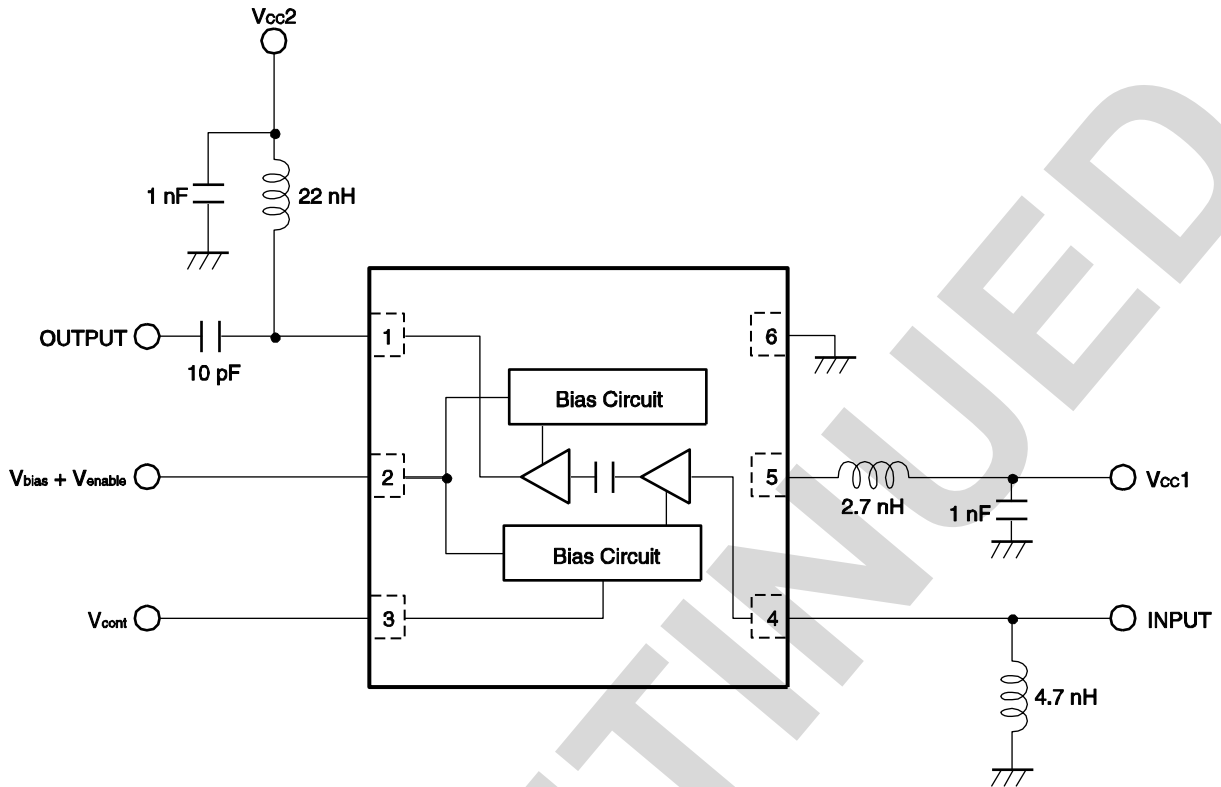 Vcc2
1 nF
22 nH
OUTPUT
10 pF
1
6
Bias Circuit
Vbias + Venable
2
5
Vcc1
2.7 nH
1 nF
Bias Circuit
Vcont
3
4
INPUT
4.7 nH
TINUED